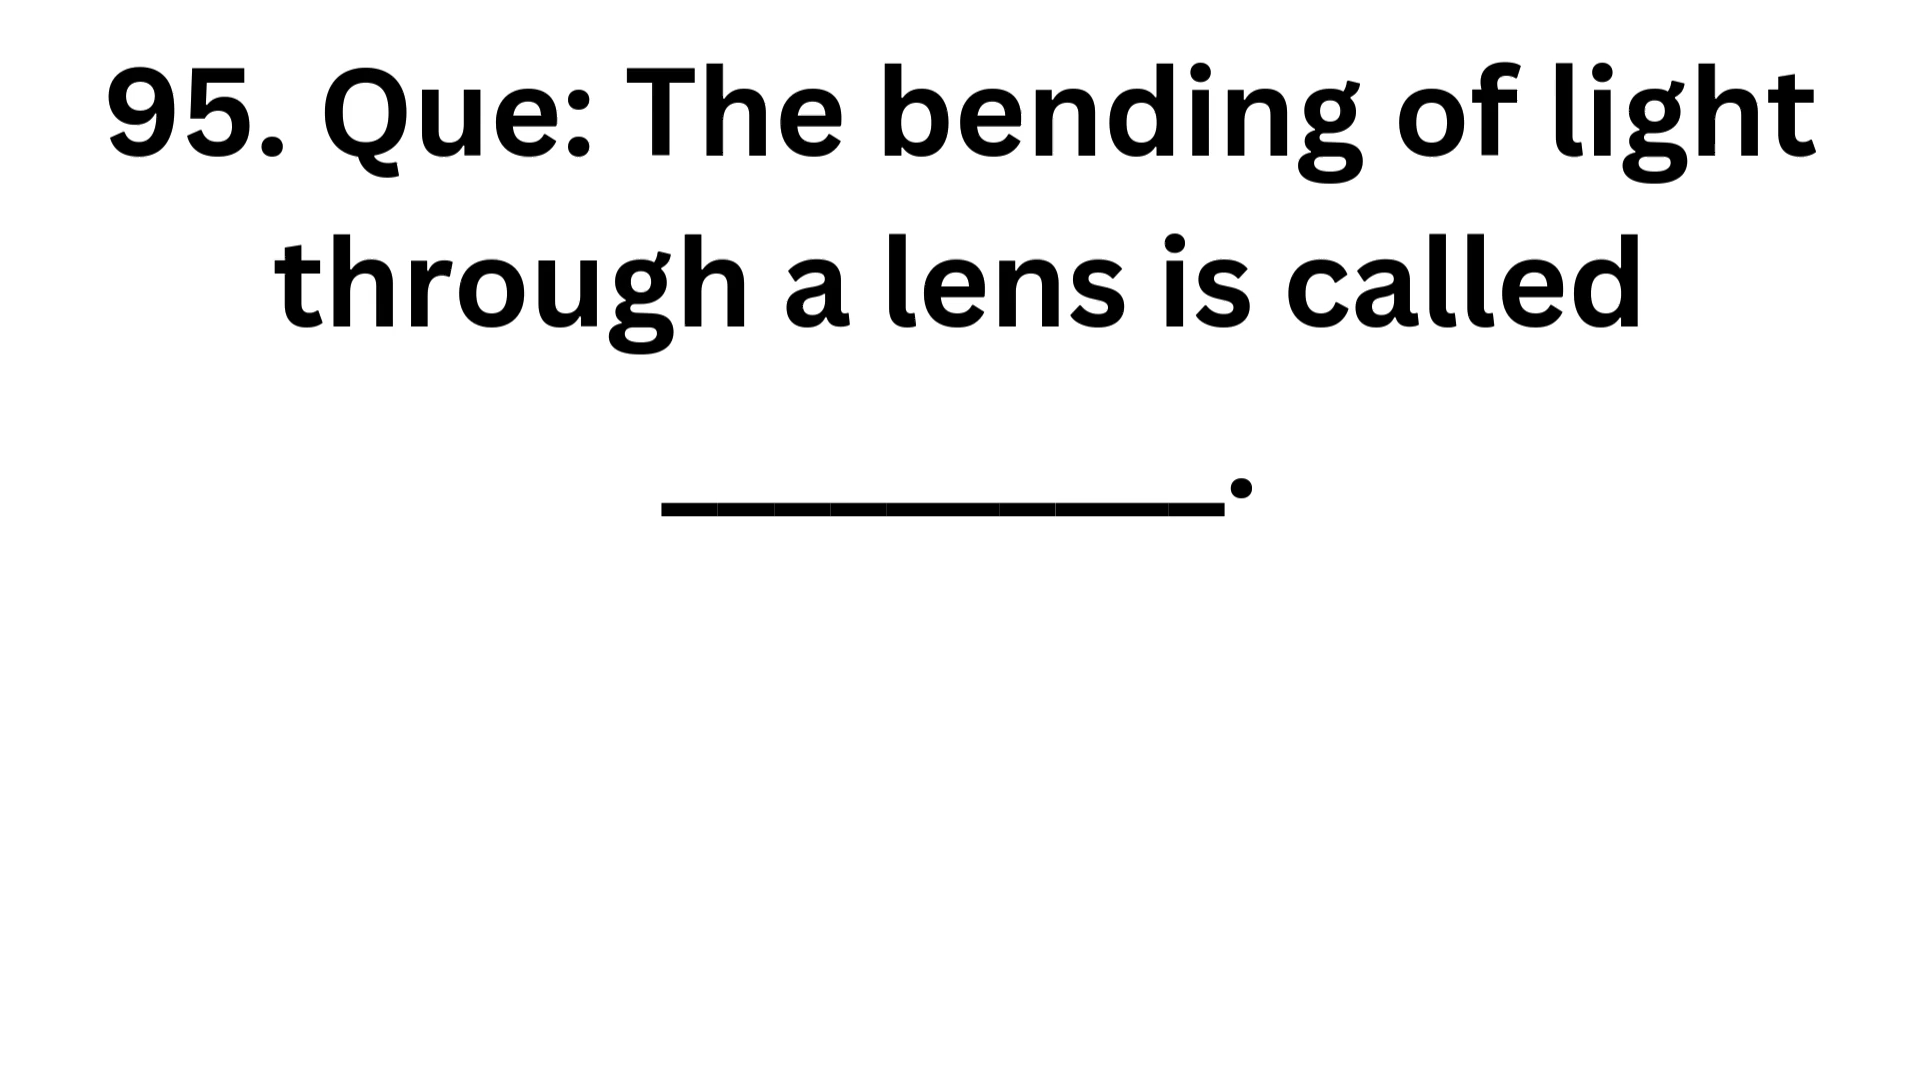 95. Que: The bending of light
through a lens is called
__________.